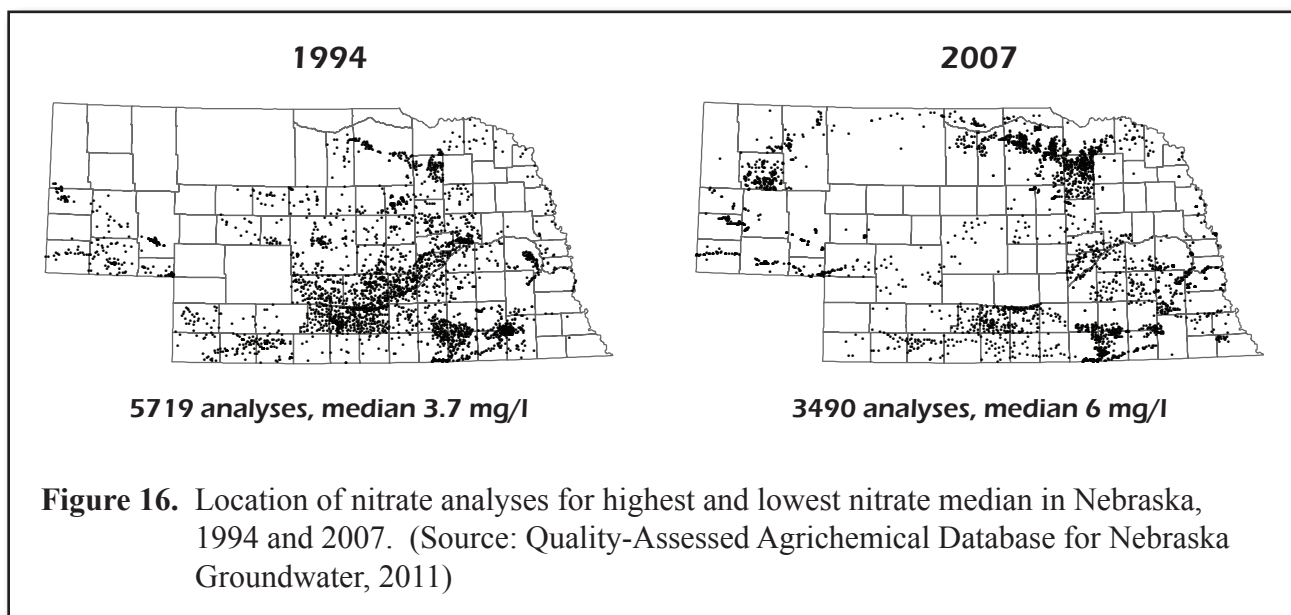 1994
2007
5719 analyses, median 3.7 mg/l
3490 analyses, median 6 mg/l
Figure 16. Location of nitrate analyses for highest and lowest nitrate median in Nebraska,
1994 and 2007. (Source: Quality-Assessed Agrichemical Database for Nebraska
Groundwater, 2011)